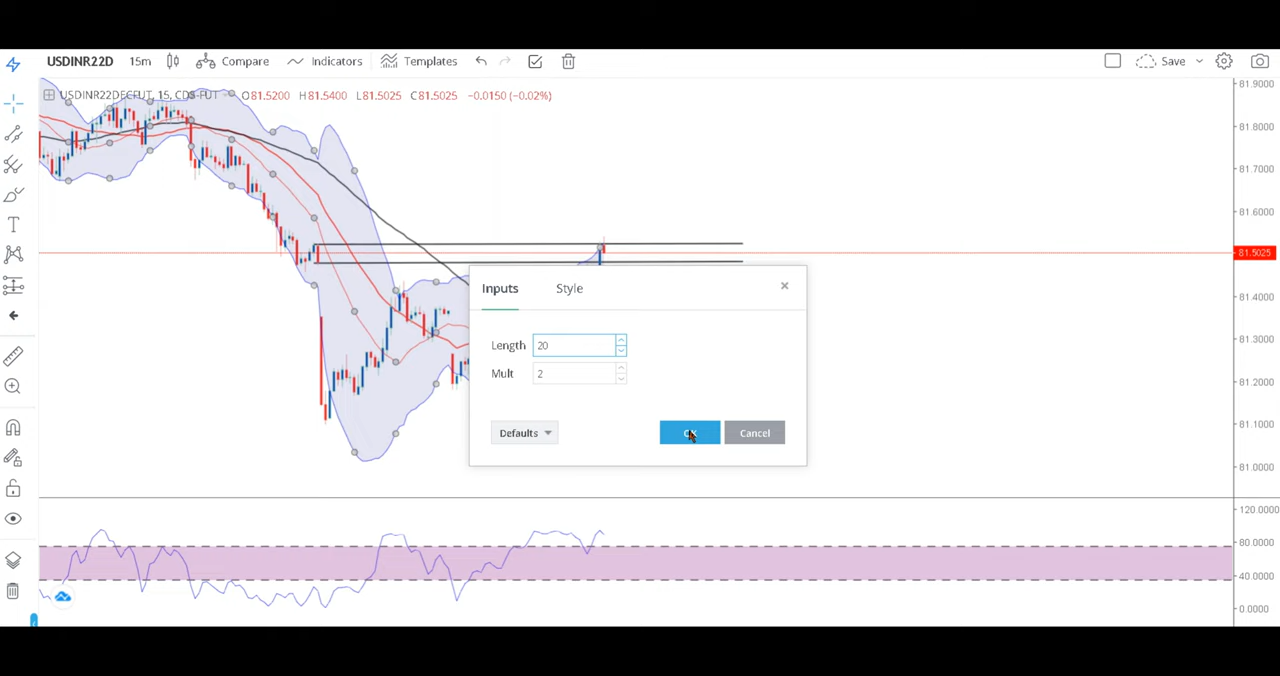 USDINR22D 15m Compare Indicators Templates Save
USDINR22DECFUT, 15, CDS-FUT O81.5200 H81.5400 L81.5025 C81.5025 −0.0150 (−0.02%)
81.9000
81.8000
81.7000
81.6000
81.5025
81.4000
81.3000
81.2000
81.1000
81.0000
Inputs Style
Length 20
Mult 2
Defaults Cancel
120.0000
80.0000
40.0000
0.0000